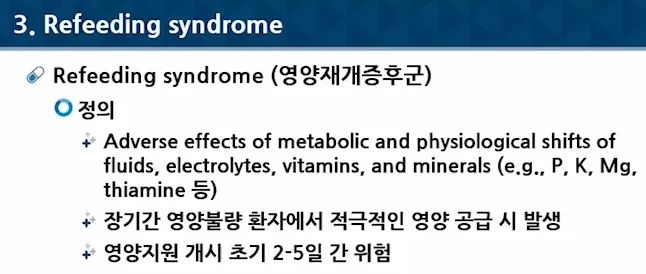 3. Refeeding syndrome
Refeeding syndrome (영양재개증후군)
정의
Adverse effects of metabolic and physiological shifts of
fluids, electrolytes, vitamins, and minerals (e.g., P, K, Mg,
thiamine 등)
장기간 영양불량 환자에서 적극적인 영양 공급 시 발생
영양지원 개시 초기 2-5일 간 위험